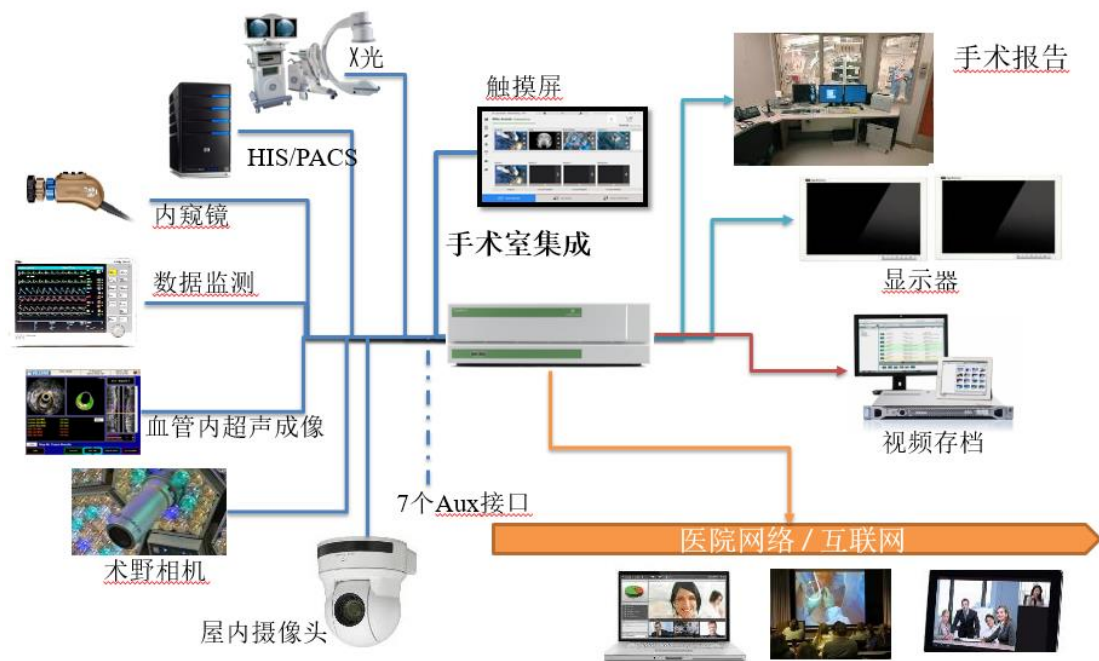 X光
触摸屏
手术报告
HIS/PACS
内窥镜
手术室集成
数据监测
显示器
血管内超声成像
视频存档
7个Aux接口
医院网络 / 互联网
术野相机
屋内摄像头